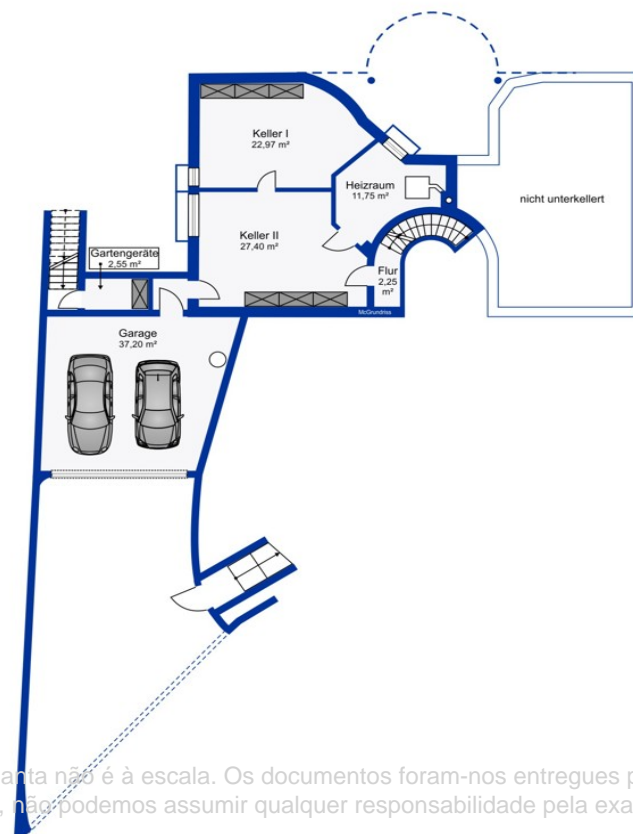 Keller I
22,97 m²
Heizraum
11,75 m²
nicht unterkellert
Keller II
27,40 m²
Gartengeräte
2,55 m²
Flur
2,25
m²
McGrundriss
Garage
37,20 m²
não é à escala. Os documentos foram-nos entregues
não podemos assumir qualquer responsabilidade pela